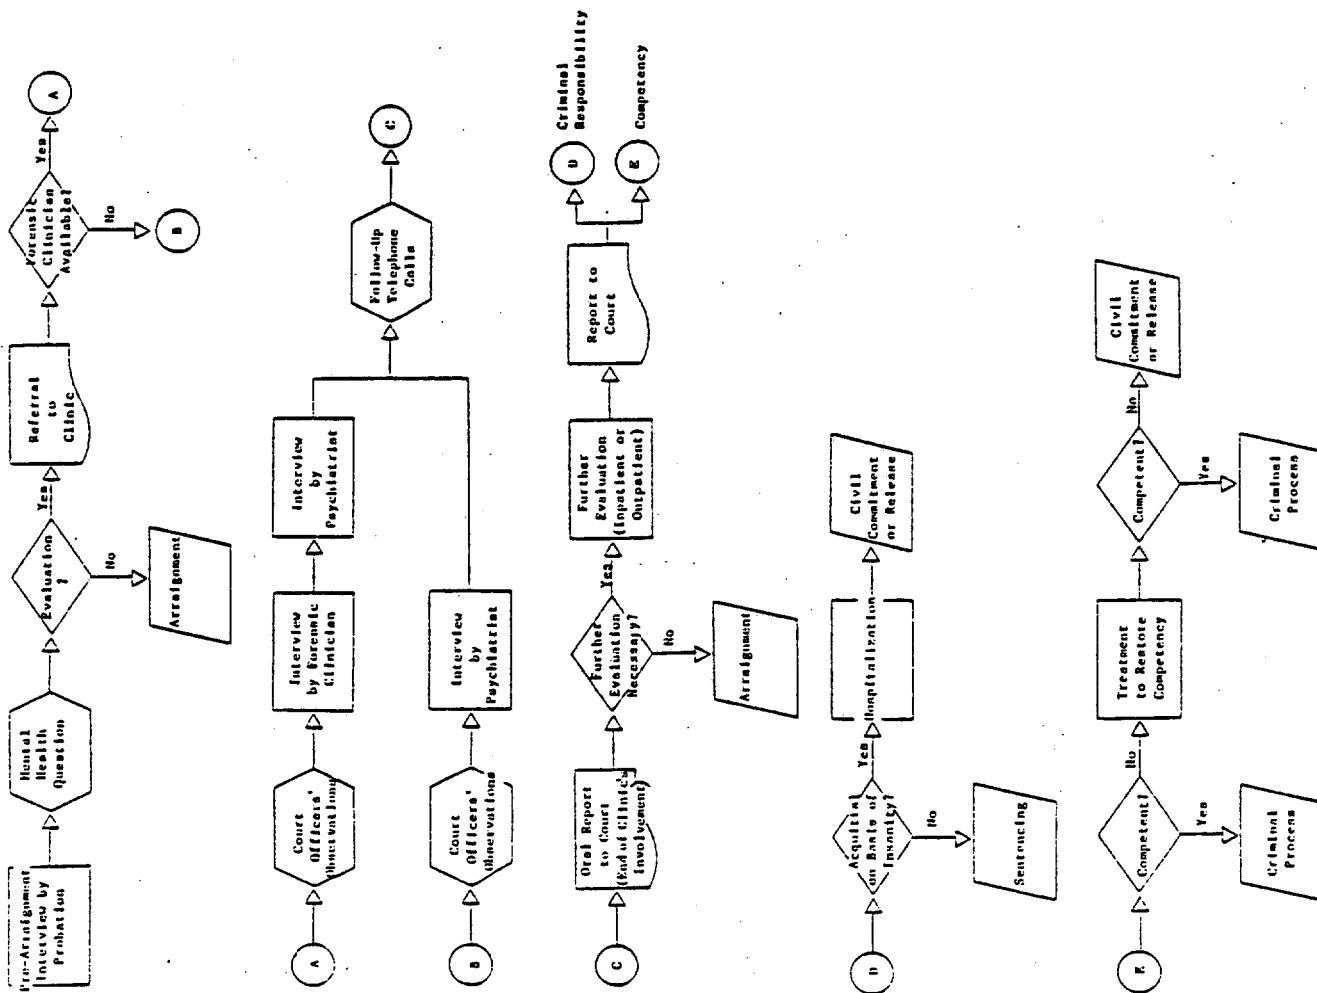 Pre-Arraignment
Interview by
Probation
Mental
Health
Question
Evaluation
?
Yes
No
Arraignment
Referral
to
Clinic
Forensic
Clinician
Available?
Yes
A
No
B
A
Court
Officers'
Observations
Interview
by Forensic
Clinician
Interview
by
Psychiatrist
B
Court
Officers'
Observations
Interview
by
Psychiatrist
Follow-Up
Telephone
Calls
C
C
Oral Report
to Court
(End of Clinic's
Involvement)
Further
Evaluation
Necessary?
Yes
No
Arraignment
Further
Evaluation
(Inpatient or
Outpatient)
Report to
Court
D
Criminal
Responsibility
E
Competency
D
Acquittal
on Basis of
Insanity?
Yes
No
Sentencing
Hospitalization
Civil
Commitment
or Release
E
Competent?
No
Yes
Criminal
Process
Treatment
to Restore
Competency
Competent?
No
Yes
Criminal
Process
Civil
Commitment
or Release